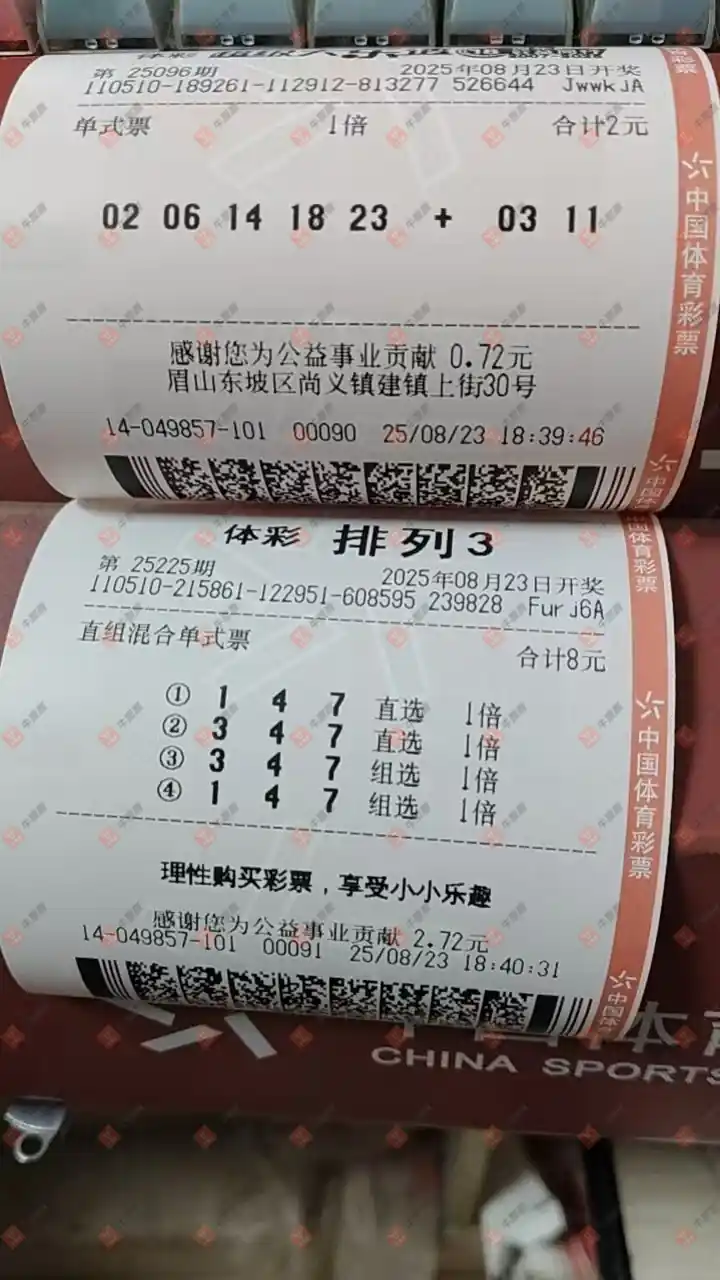 第 25096期 2025年08月23日开奖
110510-189261-112912-813277 526644 JwwkJA
单式票 1倍 合计2元
02 06 14 18 23 + 03 11
感谢您为公益事业贡献 0.72元
眉山东坡区尚义镇建镇上街30号
14-049857-101 00090 25/08/23 18:39:46
中国体育彩票
体彩 排列3
第 25225期 2025年08月23日开奖
110510-215861-122951-608595 239828 FurJ6A
直组混合单式票 合计8元
① 1 4 7 直选 1倍
② 3 4 7 直选 1倍
③ 3 4 7 组选 1倍
④ 1 4 7 组选 1倍
理性购买彩票，享受小小乐趣
感谢您为公益事业贡献 2.72元
14-049857-101 00091 25/08/23 18:40:31
中国体育彩票
CHINA SPORTS